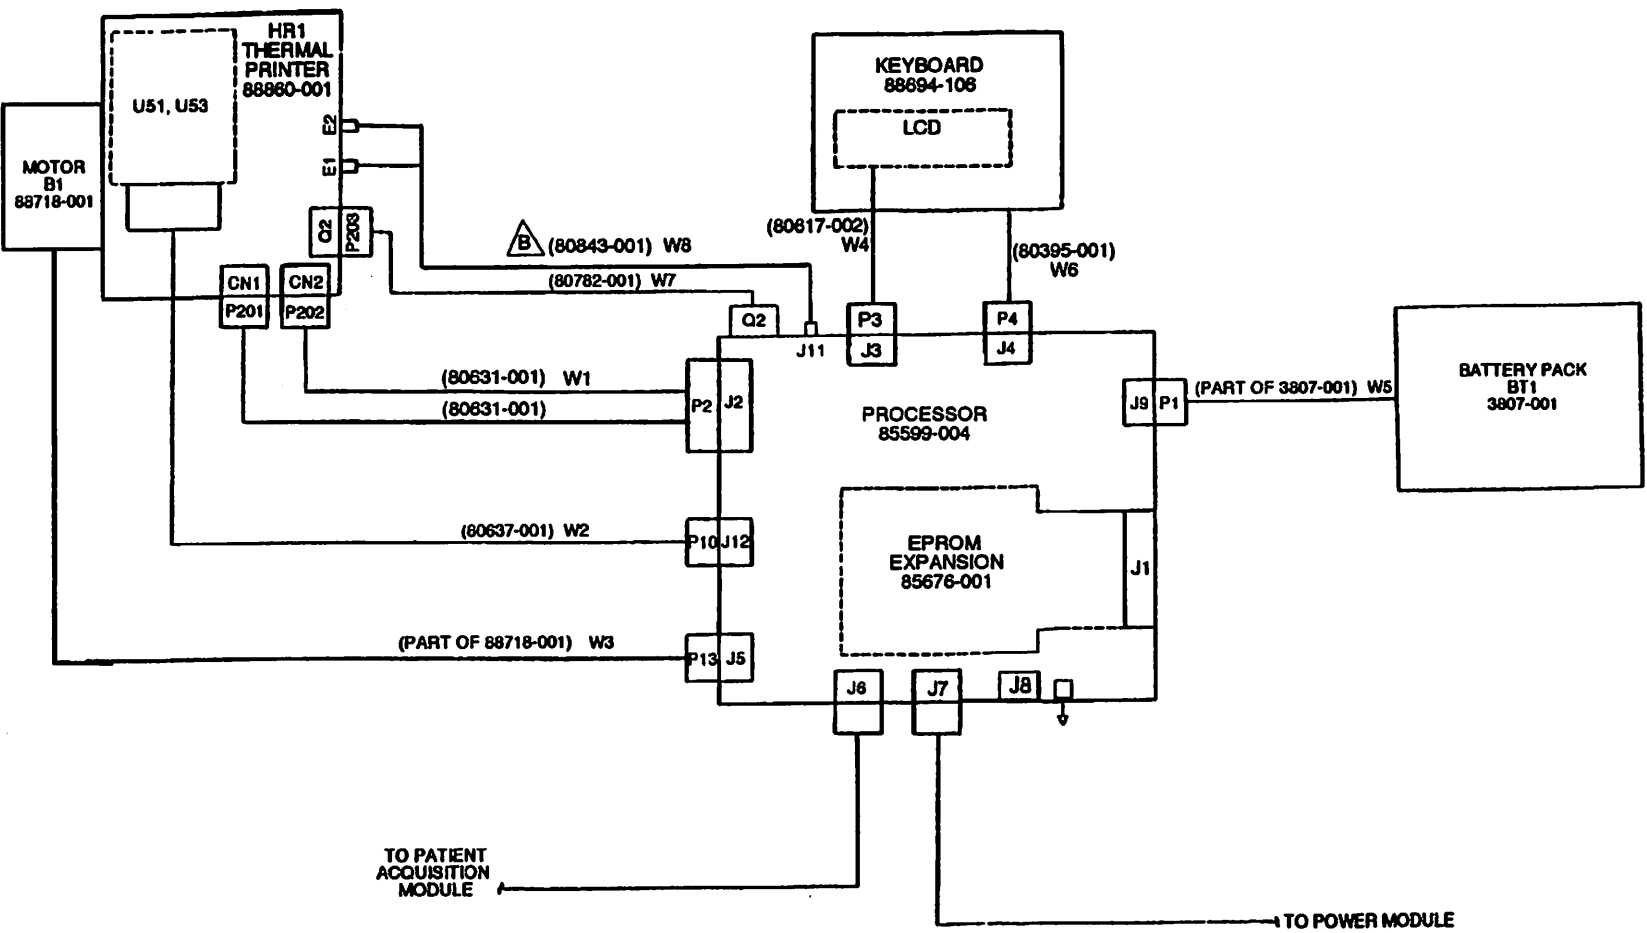 HR1
THERMAL
PRINTER
88860-001
U51, U53
MOTOR
B1
88718-001
E2
E1
Q2
P203
CN1
P201
CN2
P202
B
(80843-001) W8
(80782-001) W7
KEYBOARD
88694-106
LCD
(80617-002)
W4
(80395-001)
W6
Q2
J11
P3
J3
P4
J4
(80631-001) W1
(80631-001)
P2
J2
PROCESSOR
85599-004
J9
P1
(PART OF 3807-001) W5
BATTERY PACK
BT1
3807-001
(80637-001) W2
P10
J12
EPROM
EXPANSION
85676-001
J1
(PART OF 88718-001) W3
P13
J5
J6
J7
J8
TO PATIENT
ACQUISITION
MODULE
TO POWER MODULE